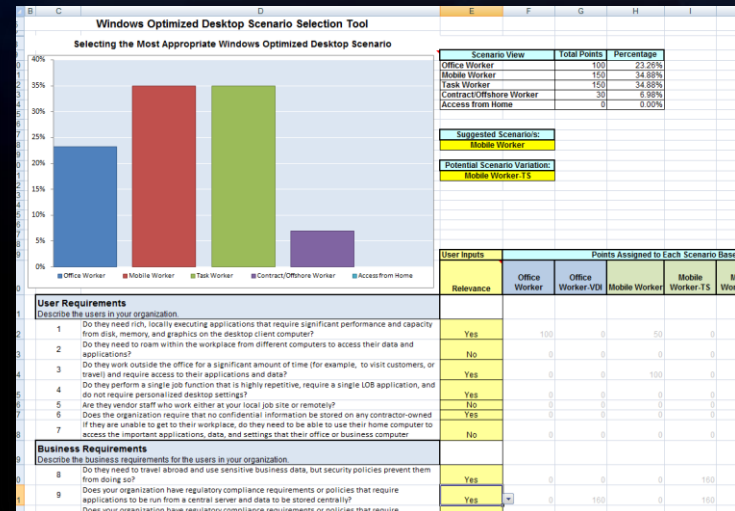 B C D E F G H I
Windows Optimized Desktop Scenario Selection Tool
Selecting the Most Appropriate Windows Optimized Desktop Scenario
40%
35%
30%
25%
20%
15%
10%
5%
0%
Office Worker Mobile Worker Task Worker Contract/Offshore Worker Access from Home
Scenario View Total Points Percentage
Office Worker 100 23.26%
Mobile Worker 150 34.88%
Task Worker 150 34.88%
Contract/Offshore Worker 30 6.98%
Access from Home 0 0.00%
Suggested Scenario/s:
Mobile Worker
Potential Scenario Variation:
Mobile Worker-TS
User Inputs Points Assigned to Each Scenario Base
Relevance Office Worker Office Worker-VDI Mobile Worker Mobile Worker-TS
User Requirements
Describe the users in your organization.
1 Do they need rich, locally executing applications that require significant performance and capacity
from disk, memory, and graphics on the desktop client computer? Yes 100 0 50 0
2 Do they need to roam within the workplace from different computers to access their data and
applications? No 0 0 0 0
3 Do they work outside the office for a significant amount of time (for example, to visit customers, or
travel) and require access to their applications and data? Yes 0 0 100 0
4 Do they perform a single job function that is highly repetitive, require a single LOB application, and
do not require personalized desktop settings? Yes 0 0 0 0
5 Are they vendor staff who work either at your local job site or remotely? No 0 0 0 0
6 Does the organization require that no confidential information be stored on any contractor-owned Yes 0 0 0 0
7 If they are unable to get to their workplace, do they need to be able to use their home computer to
access the important applications, data, and settings that their office or business computer No 0 0 0 0
Business Requirements
Describe the business requirements for the users in your organization.
8 Do they need to travel abroad and use sensitive business data, but security policies prevent them
from doing so? Yes 0 0 0 150
9 Does your organization have regulatory compliance requirements or policies that require
applications to be run from a central server and data to be stored centrally? Yes 0 150 0 150
Does your organization have regulatory compliance requirements or policies that require